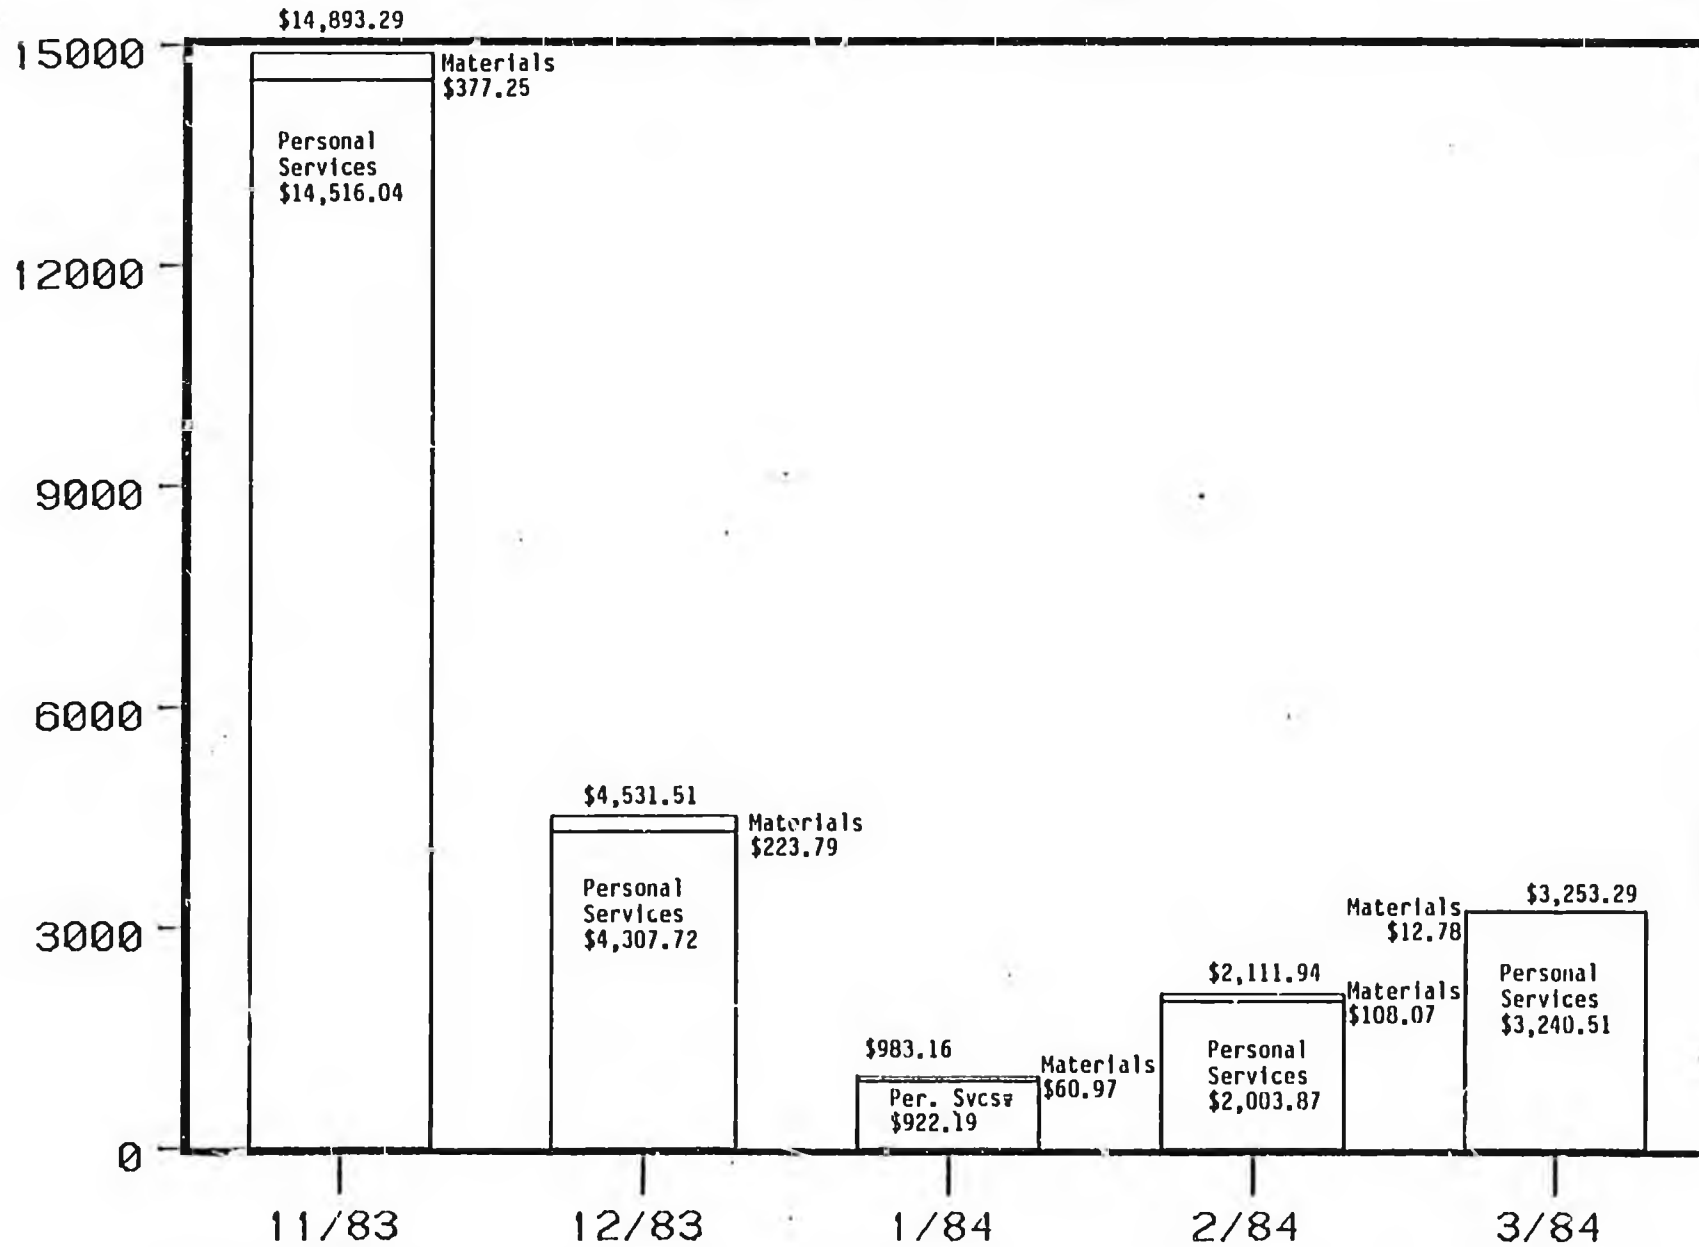 $14,893.29
15000
Materials
$377.25
Personal
Services
$14,516.04
12000
9000
6000
$4,531.51
Materials
$223.79
Personal
Services
$4,307.72
3000
$983.16
Materials
$60.97
Per. Svcs.
$922.19
$2,111.94
Materials
$108.07
Personal
Services
$2,003.87
$3,253.29
Materials
$12.78
Personal
Services
$3,240.51
0
11/83
12/83
1/84
2/84
3/84